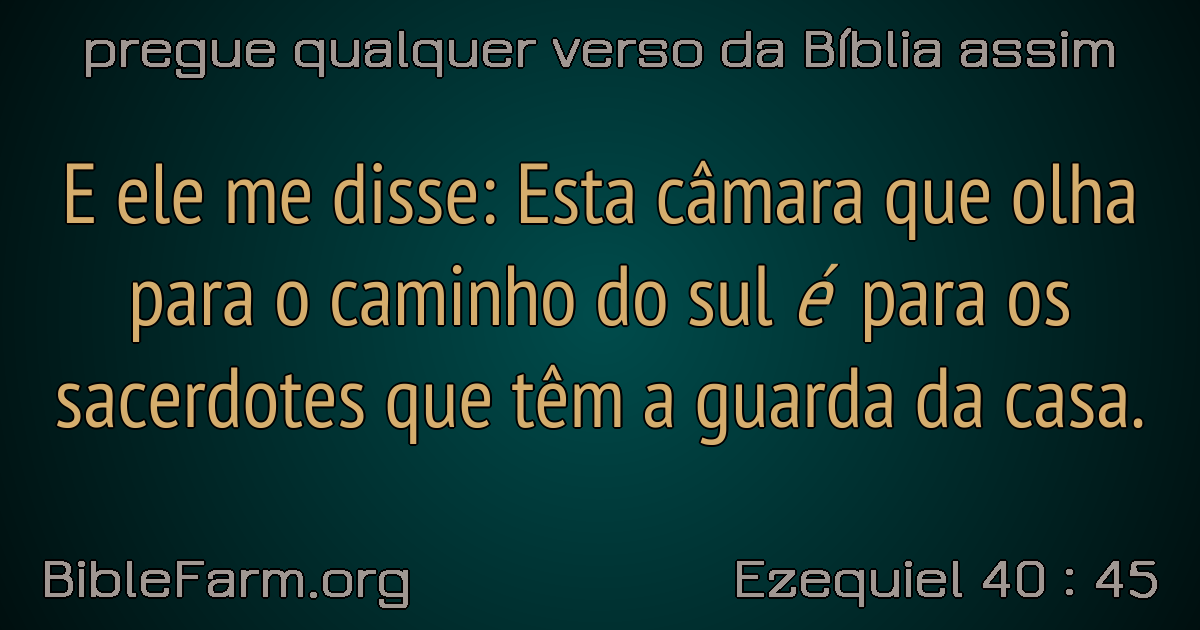 pregue qualquer verso da Bíblia assim
E ele me disse: Esta câmara que olha
para o caminho do sul é para os
sacerdotes que têm a guarda da casa.
BibleFarm.org
Ezequiel 40 : 45